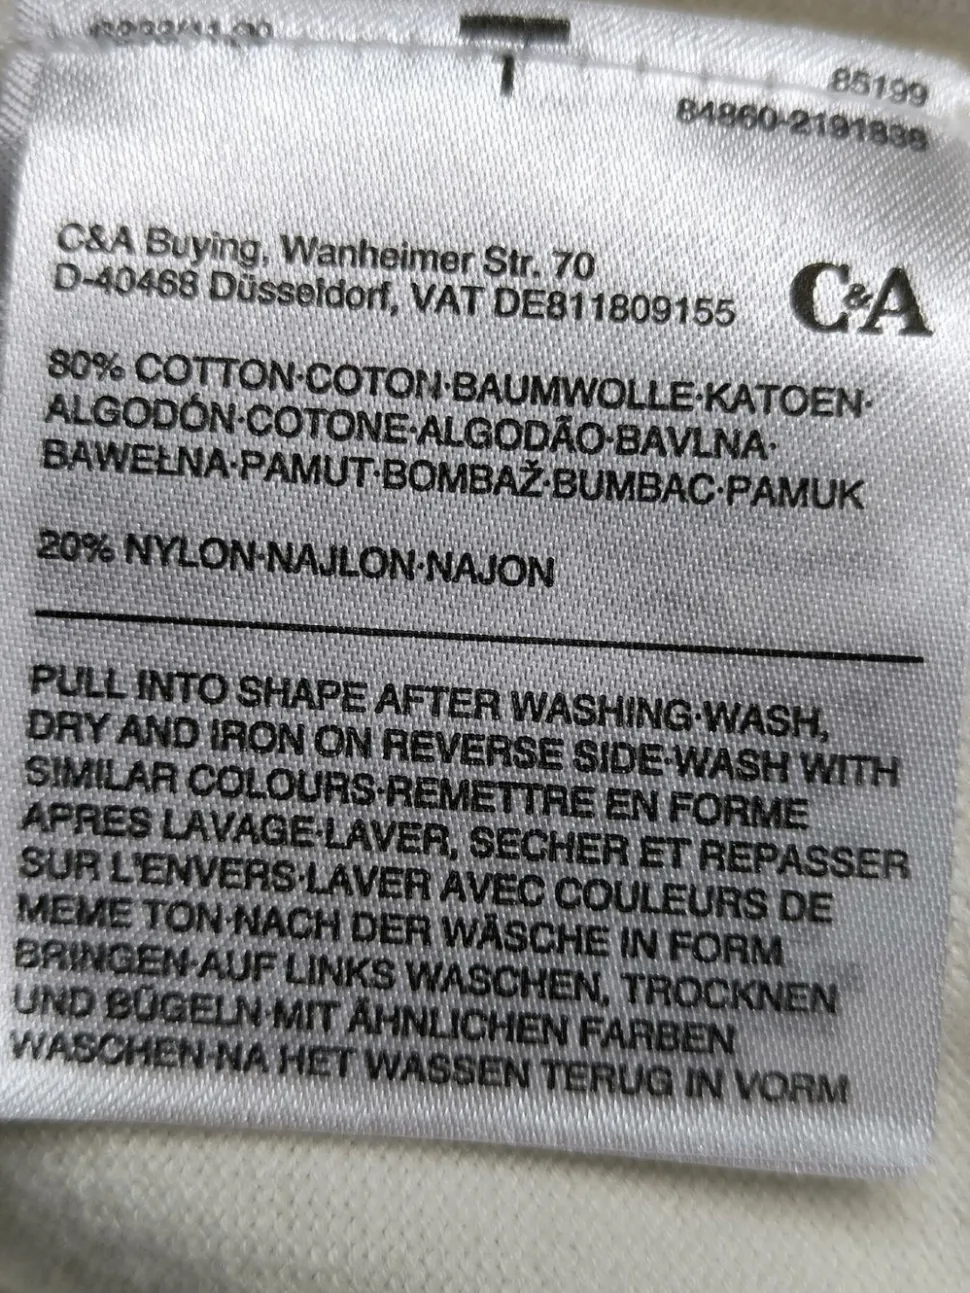 85199
84860-2191838
C&A Buying, Wanheimer Str. 70
D-40468 Düsseldorf, VAT DE811809155
C&A
80% COTTON·COTON·BAUMWOLLE·KATOEN·
ALGODÓN·COTONE·ALGODÃO·BAVLNA·
BAWEŁNA·PAMUT·BOMBAŽ·BUMBAC·PAMUK
20% NYLON·NAJLON·NAJON
PULL INTO SHAPE AFTER WASHING·WASH,
DRY AND IRON ON REVERSE SIDE·WASH WITH
SIMILAR COLOURS·REMETTRE EN FORME
APRES LAVAGE·LAVER, SECHER ET REPASSER
SUR L'ENVERS·LAVER AVEC COULEURS DE
MEME TON·NACH DER WÄSCHE IN FORM
BRINGEN·AUF LINKS WASCHEN, TROCKNEN
UND BÜGELN·MIT ÄHNLICHEN FARBEN
WASCHEN·NA HET WASSEN TERUG IN VORM